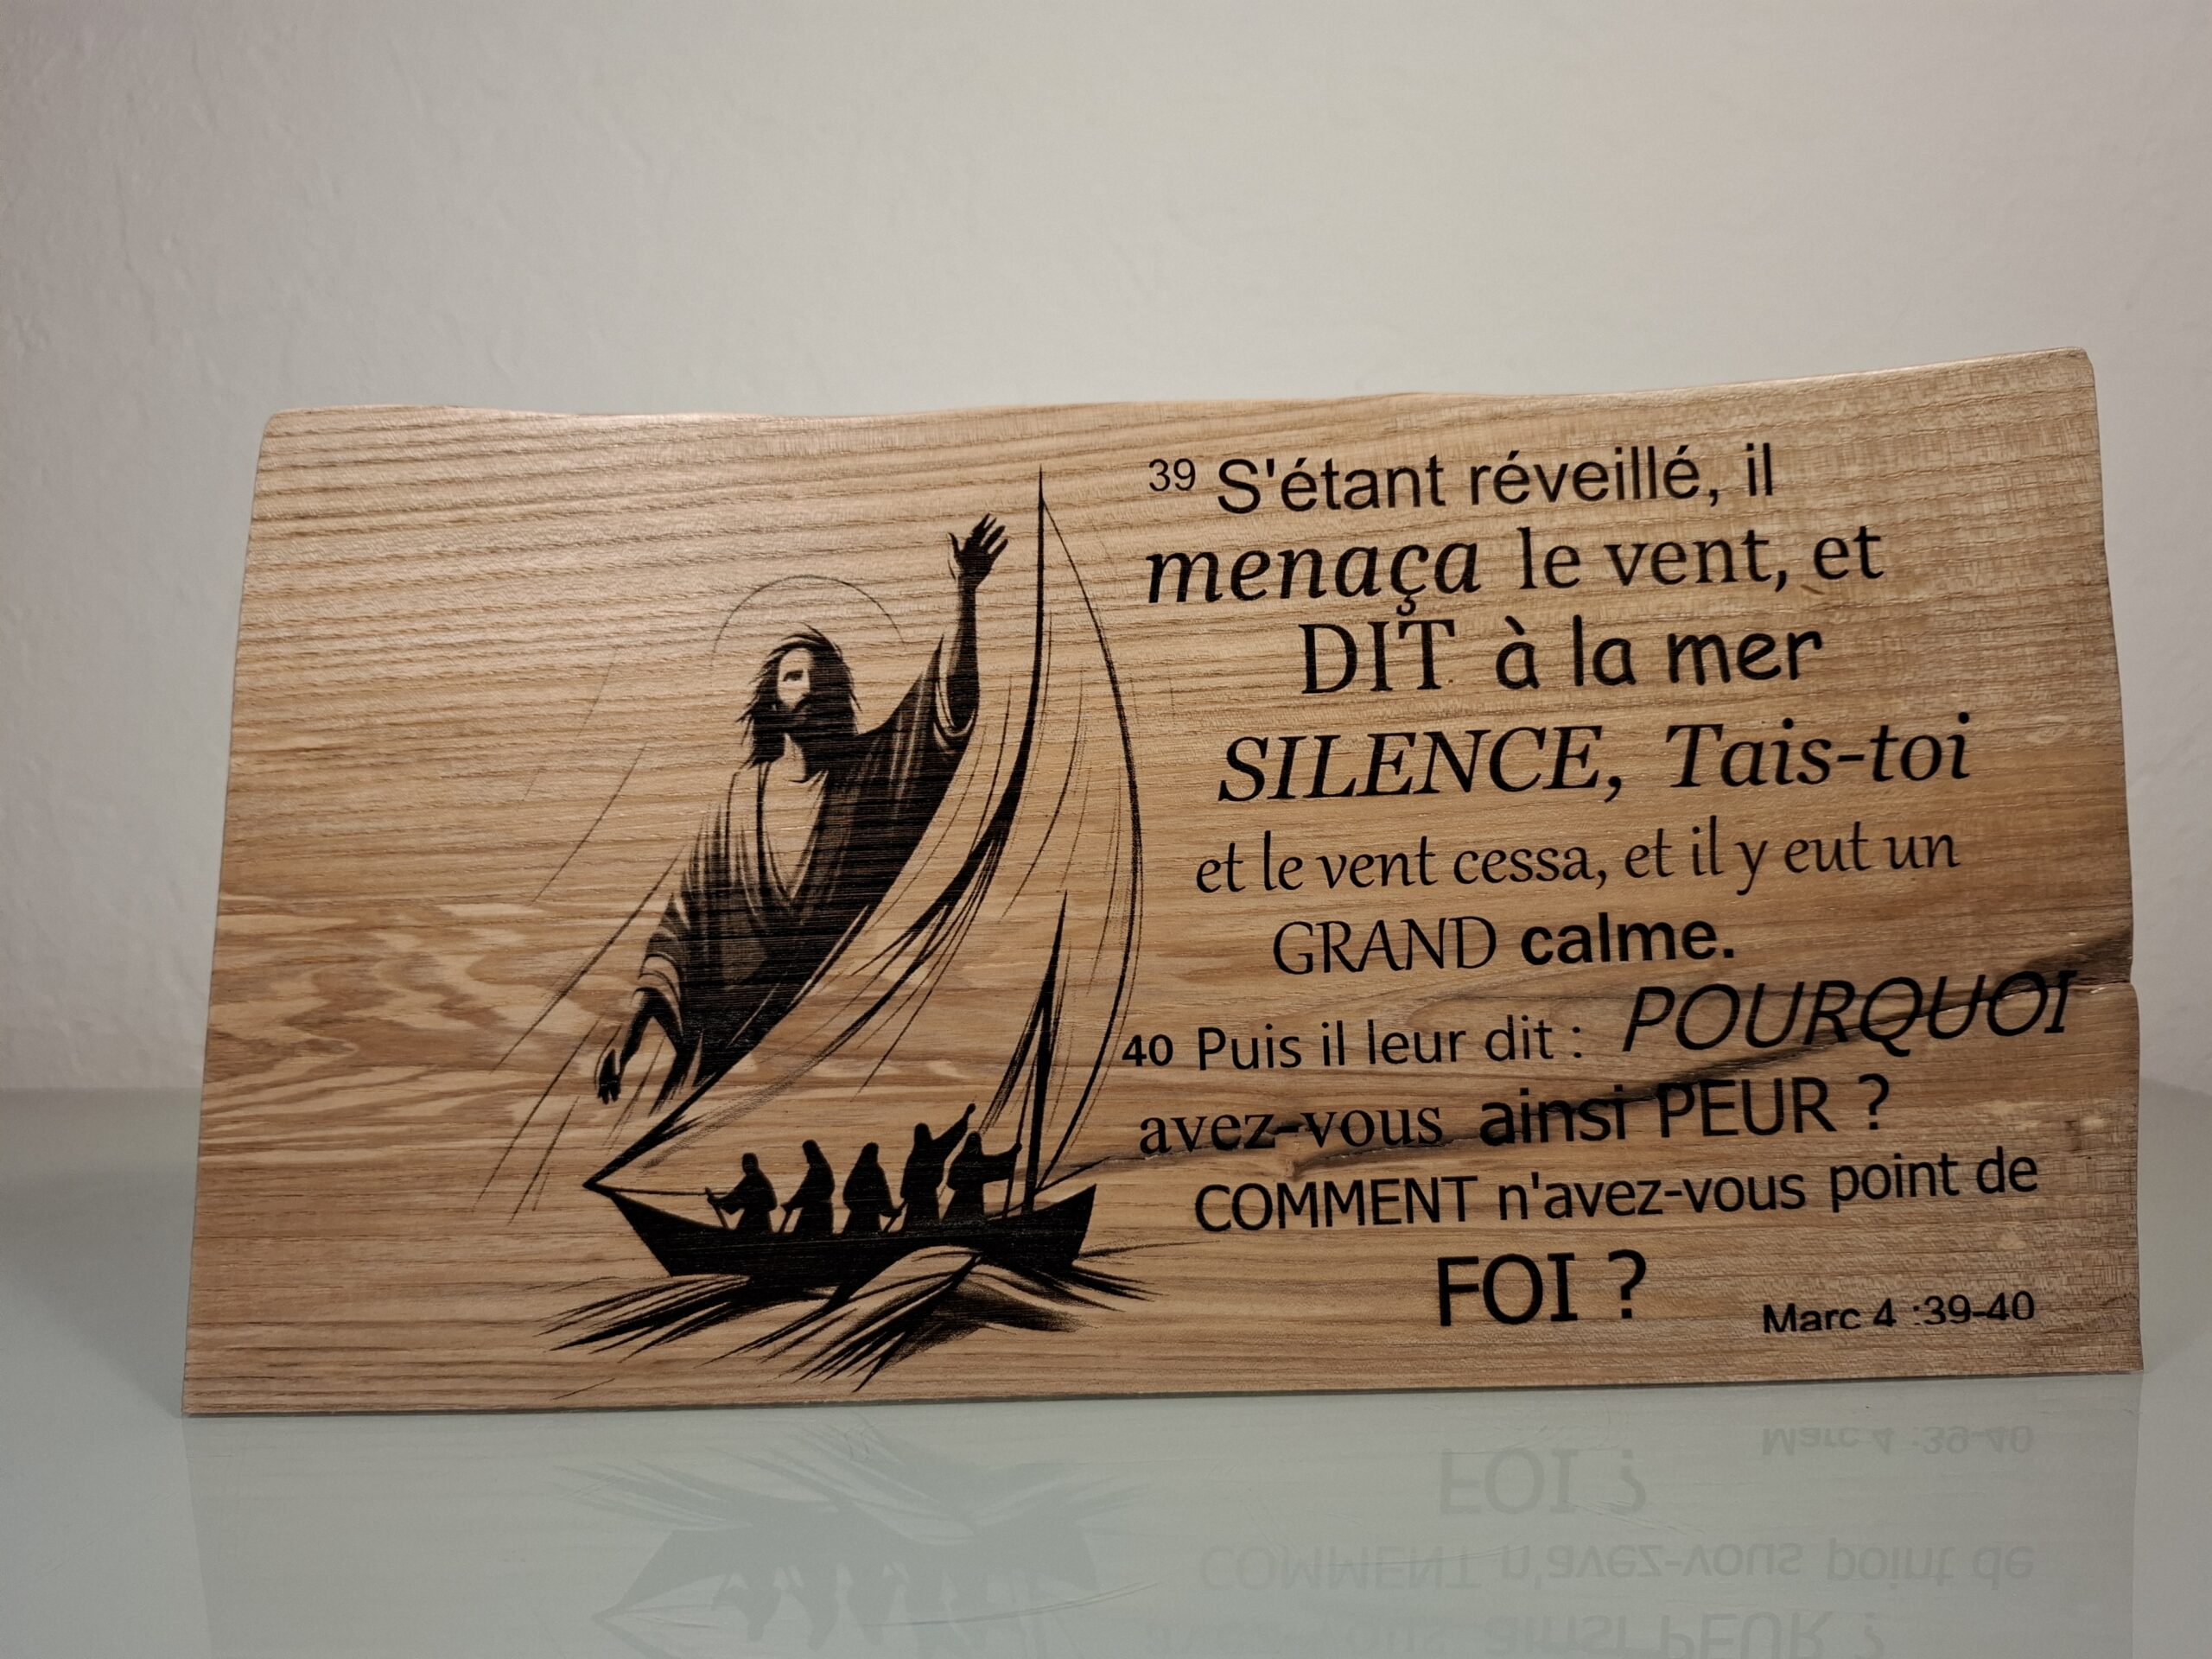 39 S'étant réveillé, il
menaça le vent, et
DIT à la mer
SILENCE, Tais-toi
et le vent cessa, et il y eut un
GRAND calme.
40 Puis il leur dit : POURQUOI
avez-vous ainsi PEUR ?
COMMENT n'avez-vous point de
FOI ?
Marc 4 :39-40